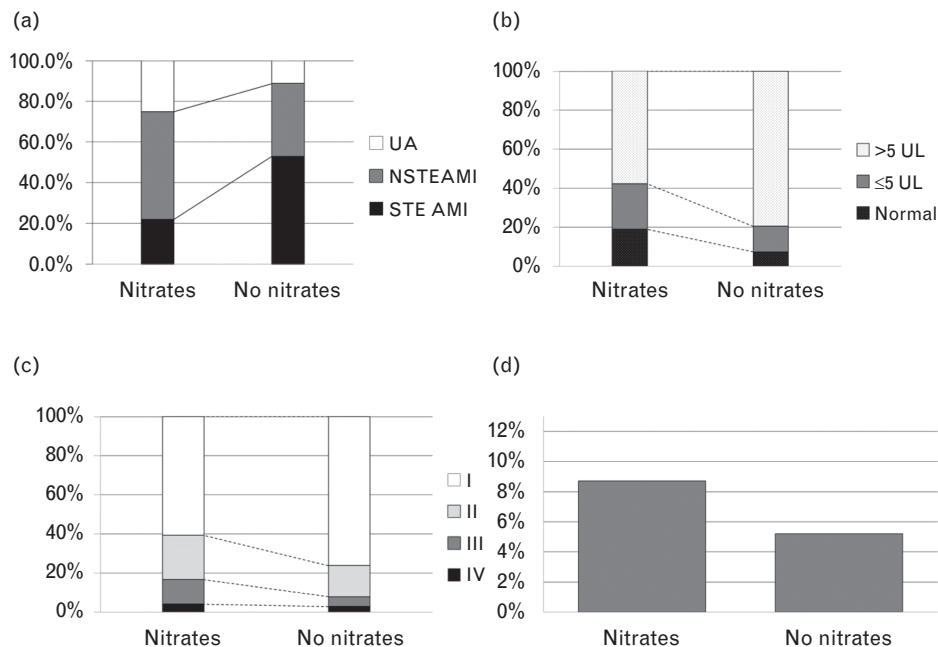 (a)
100.0%
80.0%
60.0%
40.0%
20.0%
0.0%
Nitrates No nitrates
UA
NSTEAMI
STE AMI
(b)
100%
80%
60%
40%
20%
0%
Nitrates No nitrates
>5 UL
≤5 UL
Normal
(c)
100%
80%
60%
40%
20%
0%
Nitrates No nitrates
I
II
III
IV
(d)
12%
10%
8%
6%
4%
2%
0%
Nitrates No nitrates